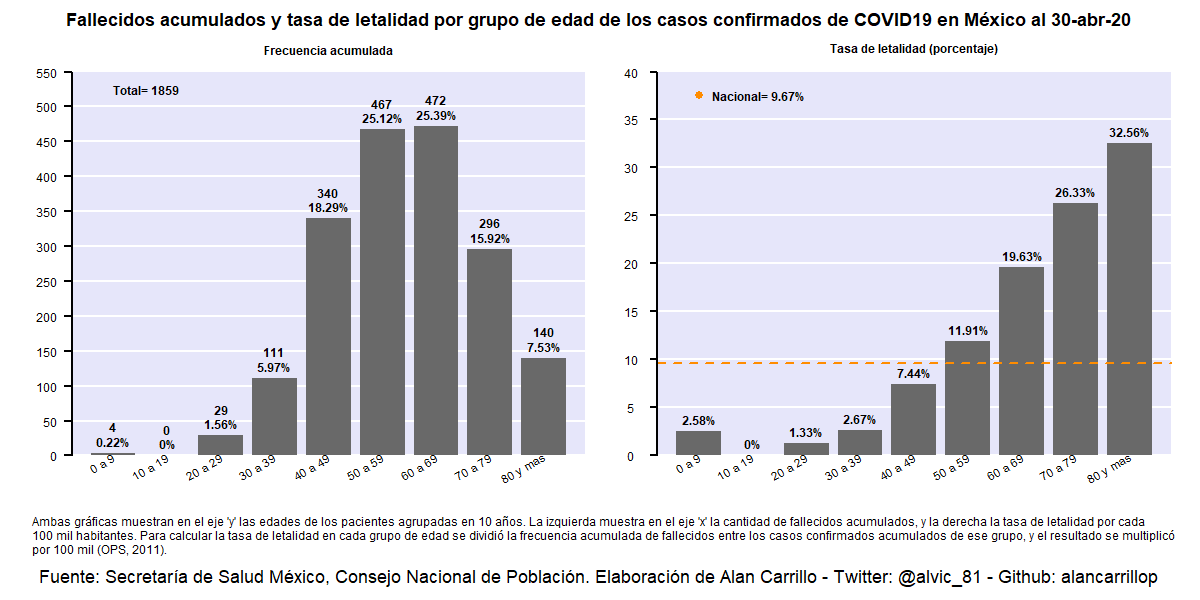 Fallecidos acumulados y tasa de letalidad por grupo de edad de los casos confirmados de COVID19 en México al 30-abr-20
Frecuencia acumulada
550
500
450
400
350
300
250
200
150
100
50
0
Total= 1859
4
0.22%
0
0%
29
1.56%
111
5.97%
340
18.29%
467
25.12%
472
25.39%
296
15.92%
140
7.53%
0 a 9
10 a 19
20 a 29
30 a 39
40 a 49
50 a 59
60 a 69
70 a 79
80 y mas
Tasa de letalidad (porcentaje)
40
35
30
25
20
15
10
5
0
Nacional= 9.67%
2.58%
0%
1.33%
2.67%
7.44%
11.91%
19.63%
26.33%
32.56%
0 a 9
10 a 19
20 a 29
30 a 39
40 a 49
50 a 59
60 a 69
70 a 79
80 y mas
Ambas gráficas muestran en el eje 'y' las edades de los pacientes agrupadas en 10 años. La izquierda muestra en el eje 'x' la cantidad de fallecidos acumulados, y la derecha la tasa de letalidad por cada
100 mil habitantes. Para calcular la tasa de letalidad en cada grupo de edad se dividió la frecuencia acumulada de fallecidos entre los casos confirmados acumulados de ese grupo, y el resultado se multiplicó
por 100 mil (OPS, 2011).
Fuente: Secretaría de Salud México, Consejo Nacional de Población. Elaboración de Alan Carrillo - Twitter: @alvic_81 - Github: alancarrillop